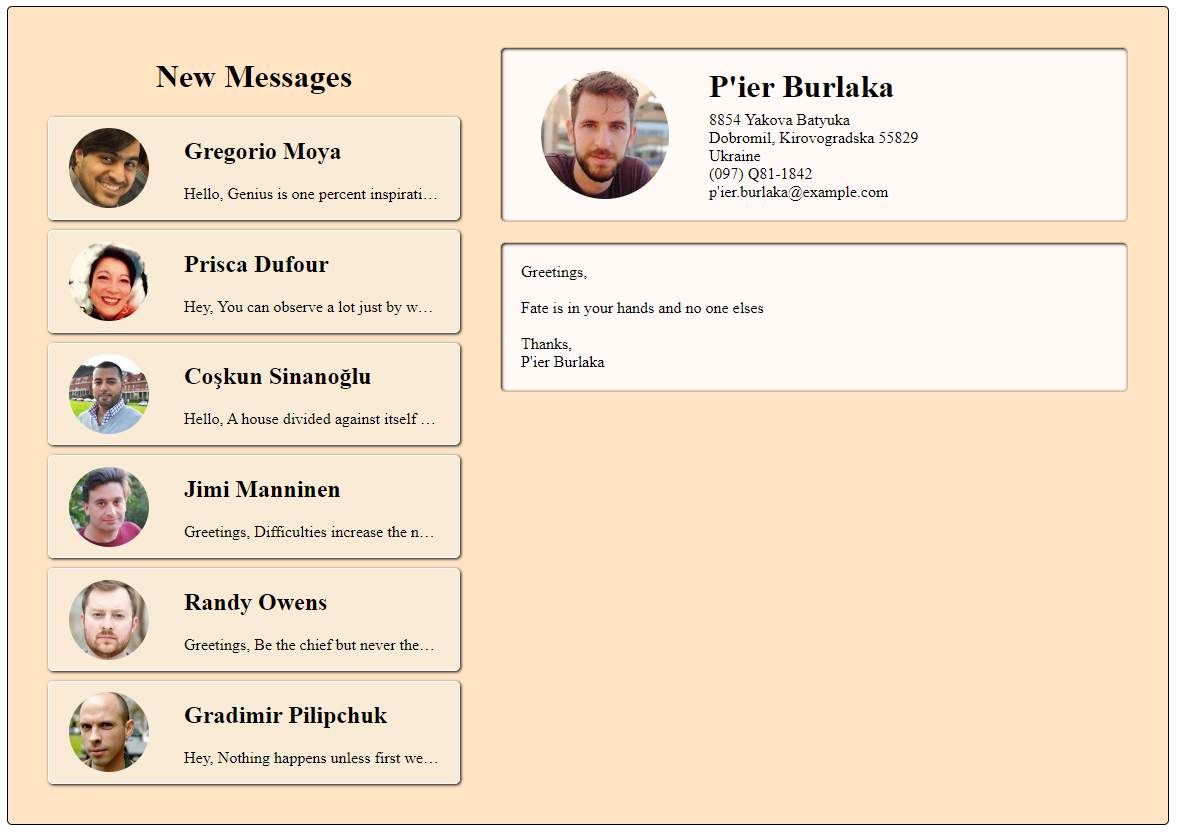 New Messages
Gregorio Moya
Hello, Genius is one percent inspirati…
Prisca Dufour
Hey, You can observe a lot just by w…
Coşkun Sinanoğlu
Hello, A house divided against itself …
Jimi Manninen
Greetings, Difficulties increase the n…
Randy Owens
Greetings, Be the chief but never the…
Gradimir Pilipchuk
Hey, Nothing happens unless first we…
P'ier Burlaka
8854 Yakova Batyuka
Dobromil, Kirovogradska 55829
Ukraine
(097) Q81-1842
p'ier.burlaka@example.com
Greetings,
Fate is in your hands and no one elses
Thanks,
P'ier Burlaka